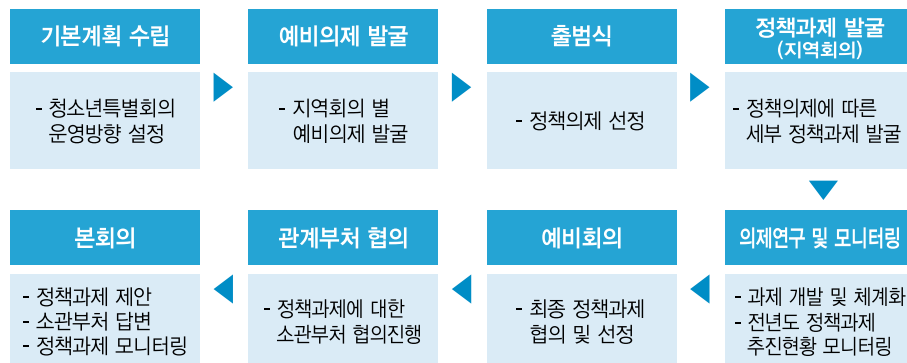 기본계획 수립
- 청소년특별회의
운영방향 설정
예비의제 발굴
- 지역회의 별
예비의제 발굴
출범식
- 정책의제 선정
정책과제 발굴
(지역회의)
- 정책의제에 따른
세부 정책과제 발굴
의제연구 및 모니터링
- 과제 개발 및 체계화
- 전년도 정책과제
추진현황 모니터링
예비회의
- 최종 정책과제
협의 및 선정
관계부처 협의
- 정책과제에 대한
소관부처 협의진행
본회의
- 정책과제 제안
- 소관부처 답변
- 정책과제 모니터링